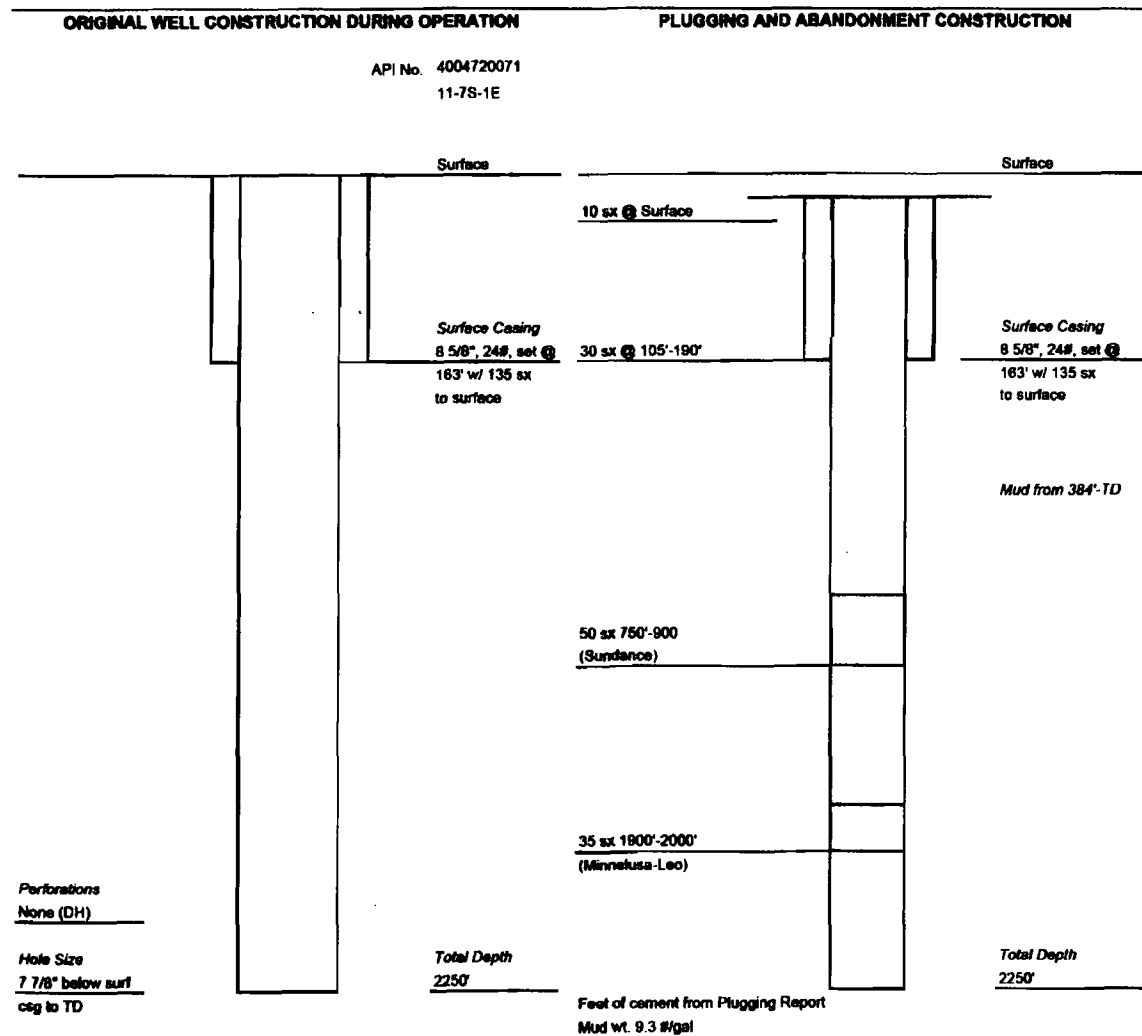 ORIGINAL WELL CONSTRUCTION DURING OPERATION
API No. 4004720071
11-7S-1E
Surface
Surface Casing
8 5/8", 24#, set @
163' w/ 135 sx
to surface
Perforations
None (DH)
Hole Size
7 7/8" below surf
csg to TD
Total Depth
2250'
PLUGGING AND ABANDONMENT CONSTRUCTION
Surface
10 sx @ Surface
30 sx @ 105'-190'
Surface Casing
8 5/8", 24#, set @
163' w/ 135 sx
to surface
Mud from 384'-TD
50 sx 750'-900
(Sundance)
35 sx 1900'-2000'
(Minnelusa-Leo)
Total Depth
2250'
Feet of cement from Plugging Report
Mud wt. 9.3 #/gal